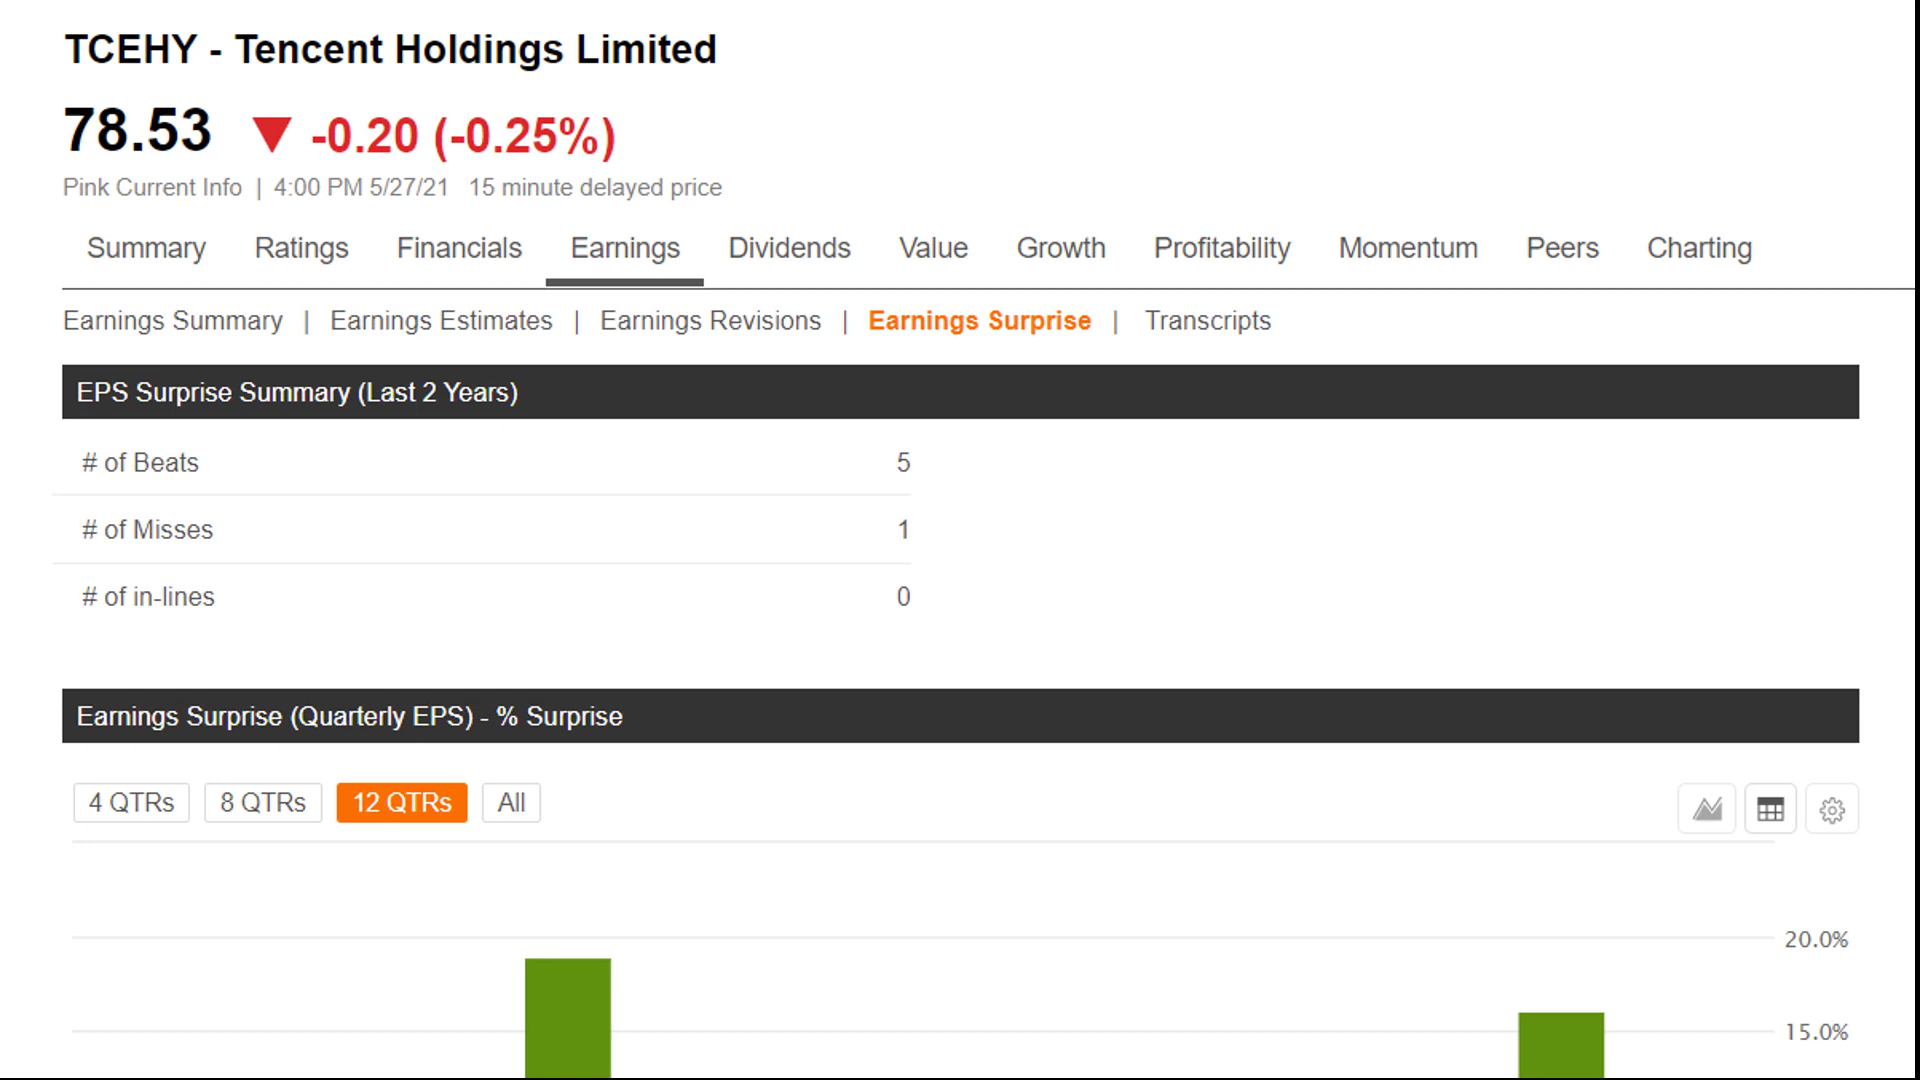 TCEHY - Tencent Holdings Limited
78.53 ▼ -0.20 (-0.25%)
Pink Current Info | 4:00 PM 5/27/21 15 minute delayed price
Summary Ratings Financials Earnings Dividends Value Growth Profitability Momentum Peers Charting
Earnings Summary | Earnings Estimates | Earnings Revisions | Earnings Surprise | Transcripts
EPS Surprise Summary (Last 2 Years)
# of Beats 5
# of Misses 1
# of in-lines 0
Earnings Surprise (Quarterly EPS) - % Surprise
4 QTRs 8 QTRs 12 QTRs All
20.0%
15.0%